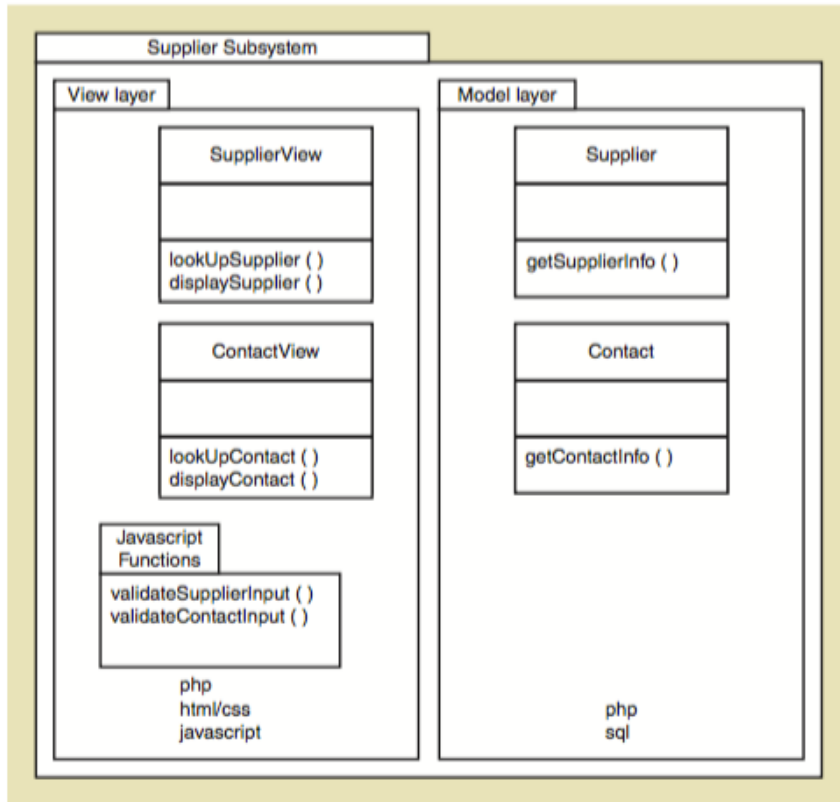 Supplier Subsystem
View layer
SupplierView
lookUpSupplier ( )
displaySupplier ( )
ContactView
lookUpContact ( )
displayContact ( )
Javascript
Functions
validateSupplierInput ( )
validateContactInput ( )
php
html/css
javascript
Model layer
Supplier
getSupplierInfo ( )
Contact
getContactInfo ( )
php
sql